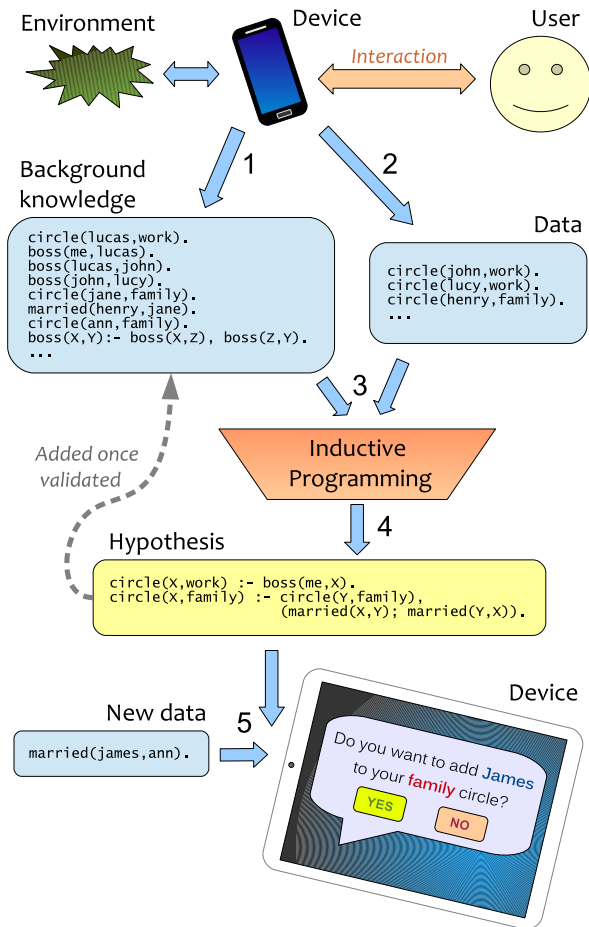 Environment
Device
User
Interaction
1
2
Background
knowledge
circle(lucas,work).
boss(me,lucas).
boss(lucas,john).
boss(john,lucy).
circle(jane,family).
married(henry,jane).
circle(ann,family).
boss(X,Y):- boss(X,Z), boss(Z,Y).
...
Data
circle(john,work).
circle(lucy,work).
circle(henry,family).
...
3
Added once
validated
Inductive
Programming
4
Hypothesis
circle(X,work) :- boss(me,X).
circle(X,family) :- circle(Y,family),
(married(X,Y); married(Y,X)).
New data
married(james,ann).
5
Device
Do you want to add James
to your family circle?
YES
NO